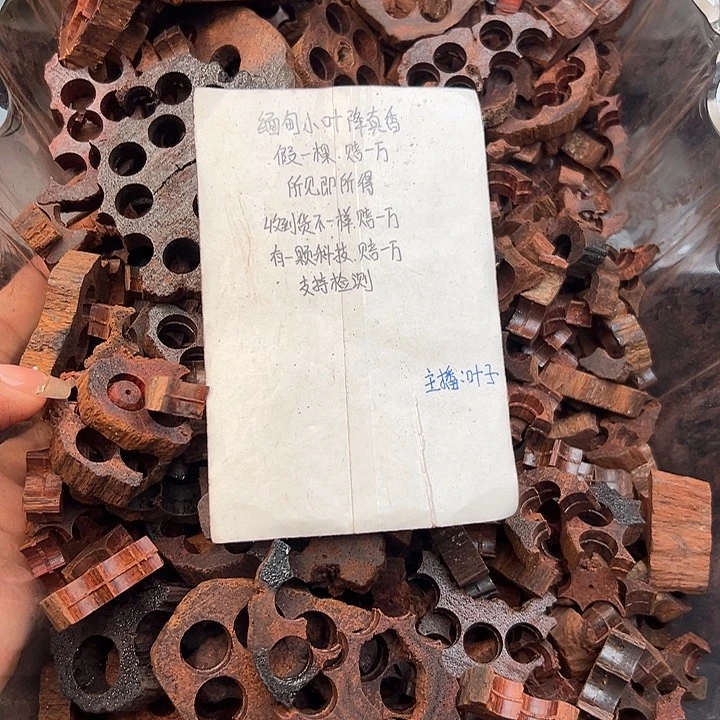 缅甸小叶降真香
假一棵.赔一万
所见即所得
收到货不一样.赔一万
有一颗科技.赔一万
支持检测
主播:叶子